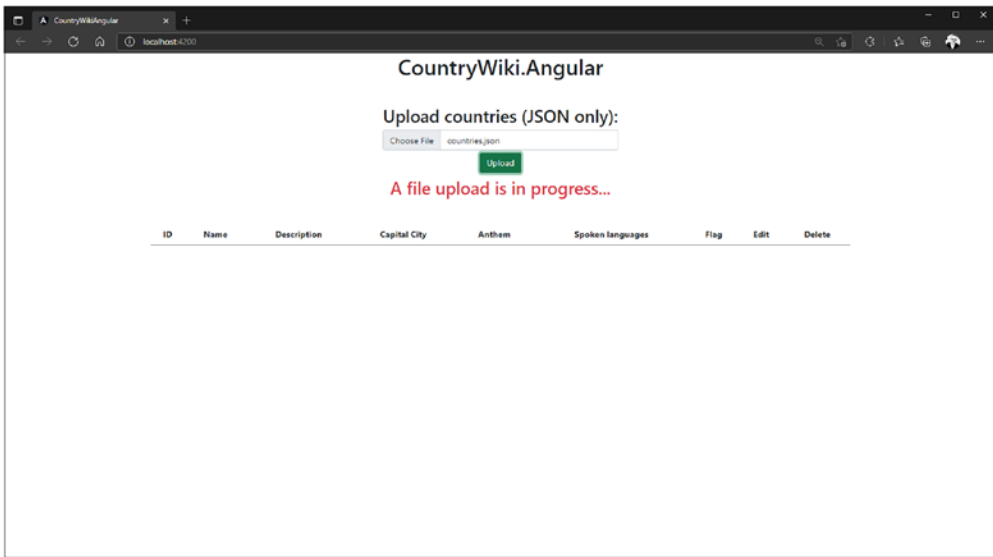 CountryWikiAngular
localhost:4200
CountryWiki.Angular
Upload countries (JSON only):
Choose File countries.json
Upload
A file upload is in progress...
ID Name Description Capital City Anthem Spoken languages Flag Edit Delete